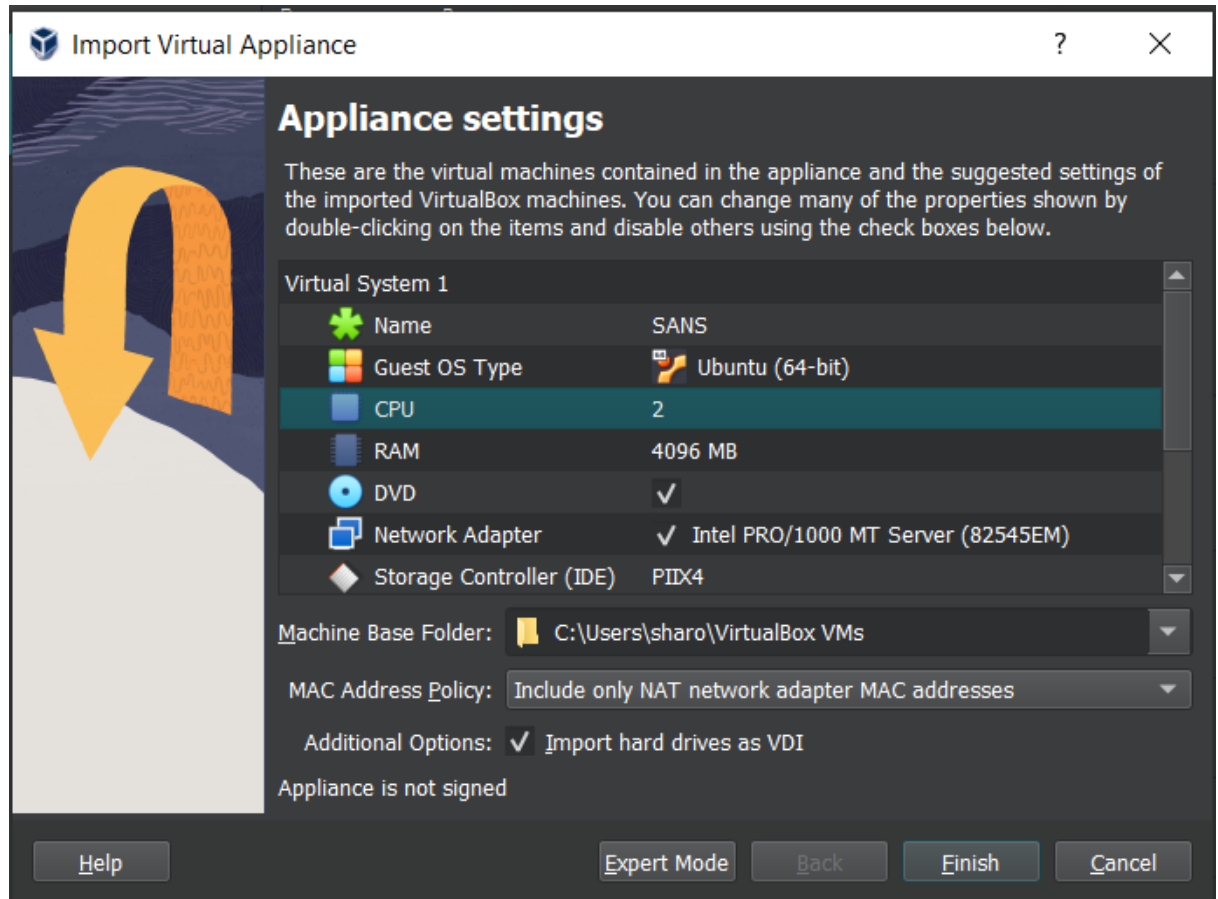 Import Virtual Appliance
?
Appliance settings
These are the virtual machines contained in the appliance and the suggested settings of
the imported VirtualBox machines. You can change many of the properties shown by
double-clicking on the items and disable others using the check boxes below.
Virtual System 1
Name SANS
Guest OS Type Ubuntu (64-bit)
CPU 2
RAM 4096 MB
DVD
Network Adapter Intel PRO/1000 MT Server (82545EM)
Storage Controller (IDE) PIIX4
Machine Base Folder: C:\Users\sharo\VirtualBox VMs
MAC Address Policy: Include only NAT network adapter MAC addresses
Additional Options: Import hard drives as VDI
Appliance is not signed
Help Expert Mode Back Finish Cancel